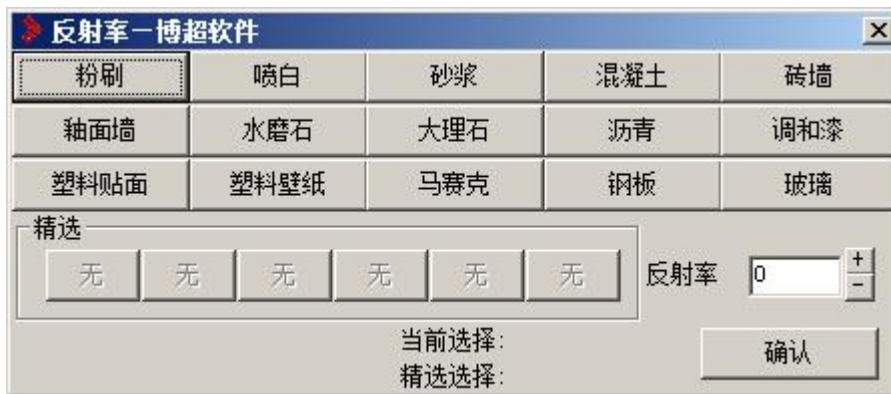 反射率－博超软件
粉刷 喷白 砂浆 混凝土 砖墙
釉面墙 水磨石 大理石 沥青 调和漆
塑料贴面 塑料壁纸 马赛克 钢板 玻璃
精选
无 无 无 无 无 无 反射率 0 + -
当前选择:
精选选择:
确认